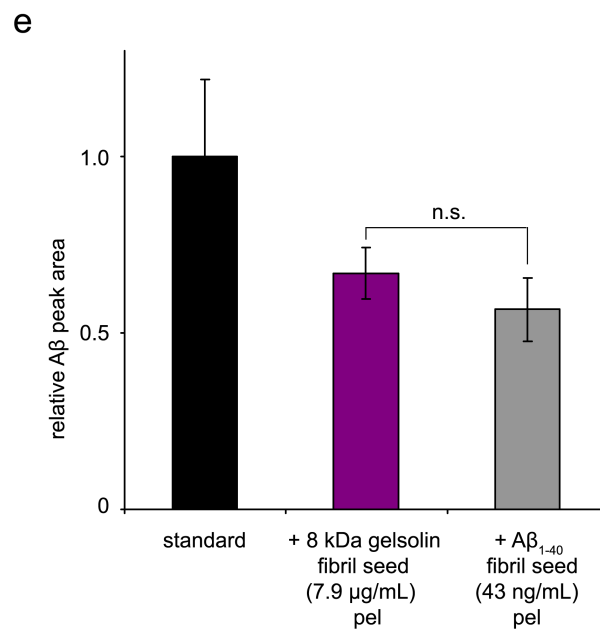 e
relative Aβ peak area
1.0
0.5
0
n.s.
standard
+ 8 kDa gelsolin
fibril seed
(7.9 μg/mL)
pel
+ Aβ1-40
fibril seed
(43 ng/mL)
pel